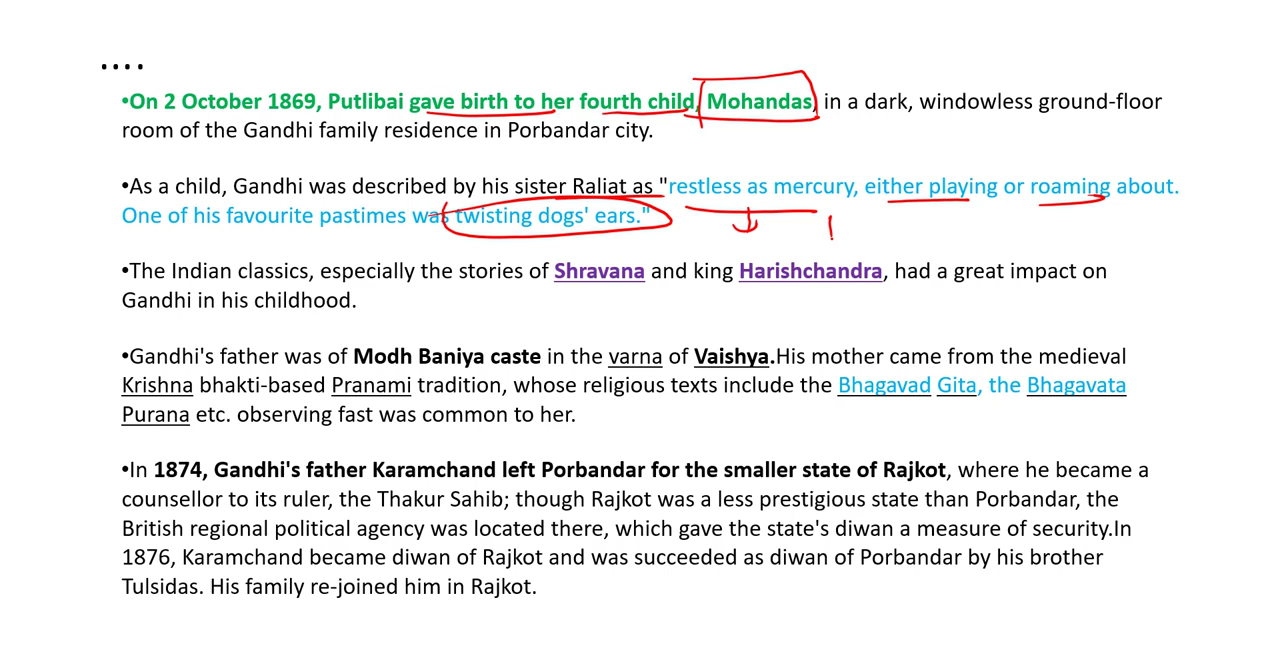 ....
•On 2 October 1869, Putlibai gave birth to her fourth child, Mohandas, in a dark, windowless ground-floor
room of the Gandhi family residence in Porbandar city.
•As a child, Gandhi was described by his sister Raliat as "restless as mercury, either playing or roaming about.
One of his favourite pastimes was twisting dogs' ears."
•The Indian classics, especially the stories of Shravana and king Harishchandra, had a great impact on
Gandhi in his childhood.
•Gandhi's father was of Modh Baniya caste in the varna of Vaishya.His mother came from the medieval
Krishna bhakti-based Pranami tradition, whose religious texts include the Bhagavad Gita, the Bhagavata
Purana etc. observing fast was common to her.
•In 1874, Gandhi's father Karamchand left Porbandar for the smaller state of Rajkot, where he became a
counsellor to its ruler, the Thakur Sahib; though Rajkot was a less prestigious state than Porbandar, the
British regional political agency was located there, which gave the state's diwan a measure of security.In
1876, Karamchand became diwan of Rajkot and was succeeded as diwan of Porbandar by his brother
Tulsidas. His family re-joined him in Rajkot.